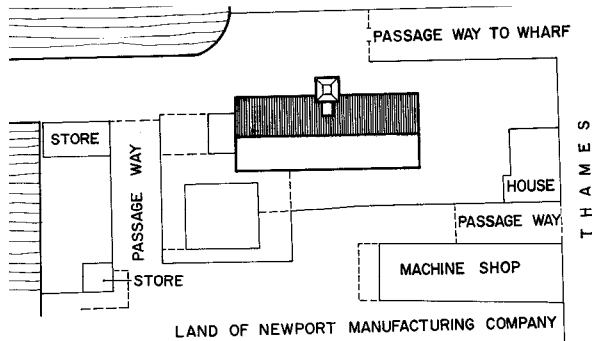 PASSAGE WAY TO WHARF
STORE
PASSAGE WAY
THAMES
HOUSE
PASSAGE WAY
MACHINE SHOP
STORE
LAND OF NEWPORT MANUFACTURING COMPANY